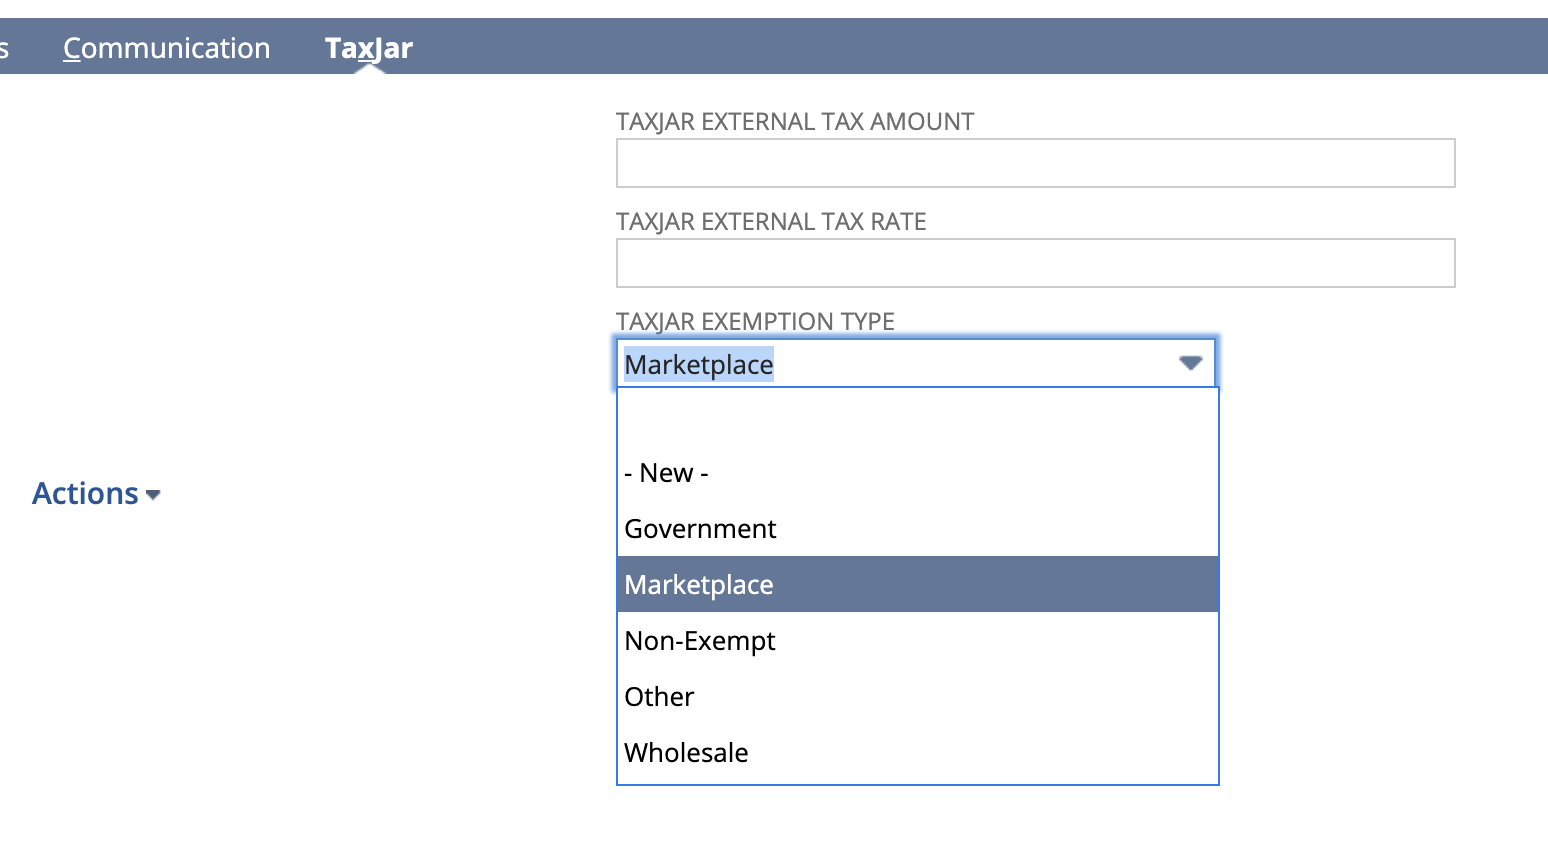 s Communication TaxJar
TAXJAR EXTERNAL TAX AMOUNT
TAXJAR EXTERNAL TAX RATE
TAXJAR EXEMPTION TYPE
Marketplace
- New -
Government
Marketplace
Non-Exempt
Other
Wholesale
Actions